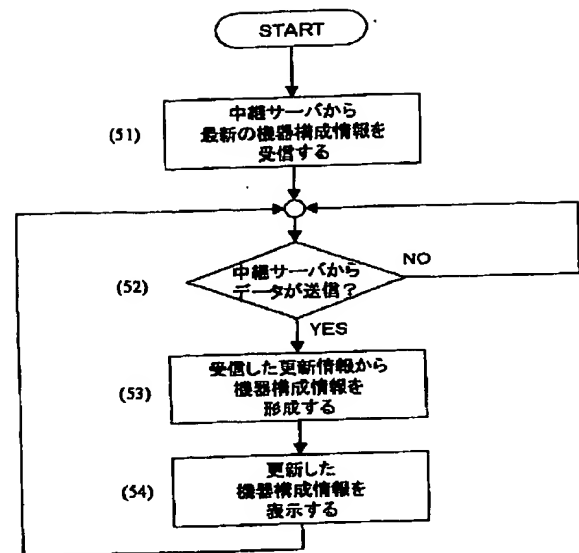 START
(51)
中継サーバから
最新の機器構成情報を
受信する
(52)
中継サーバから
データが送信？
NO
YES
(53)
受信した更新情報から
機器構成情報を
形成する
(54)
更新した
機器構成情報を
表示する